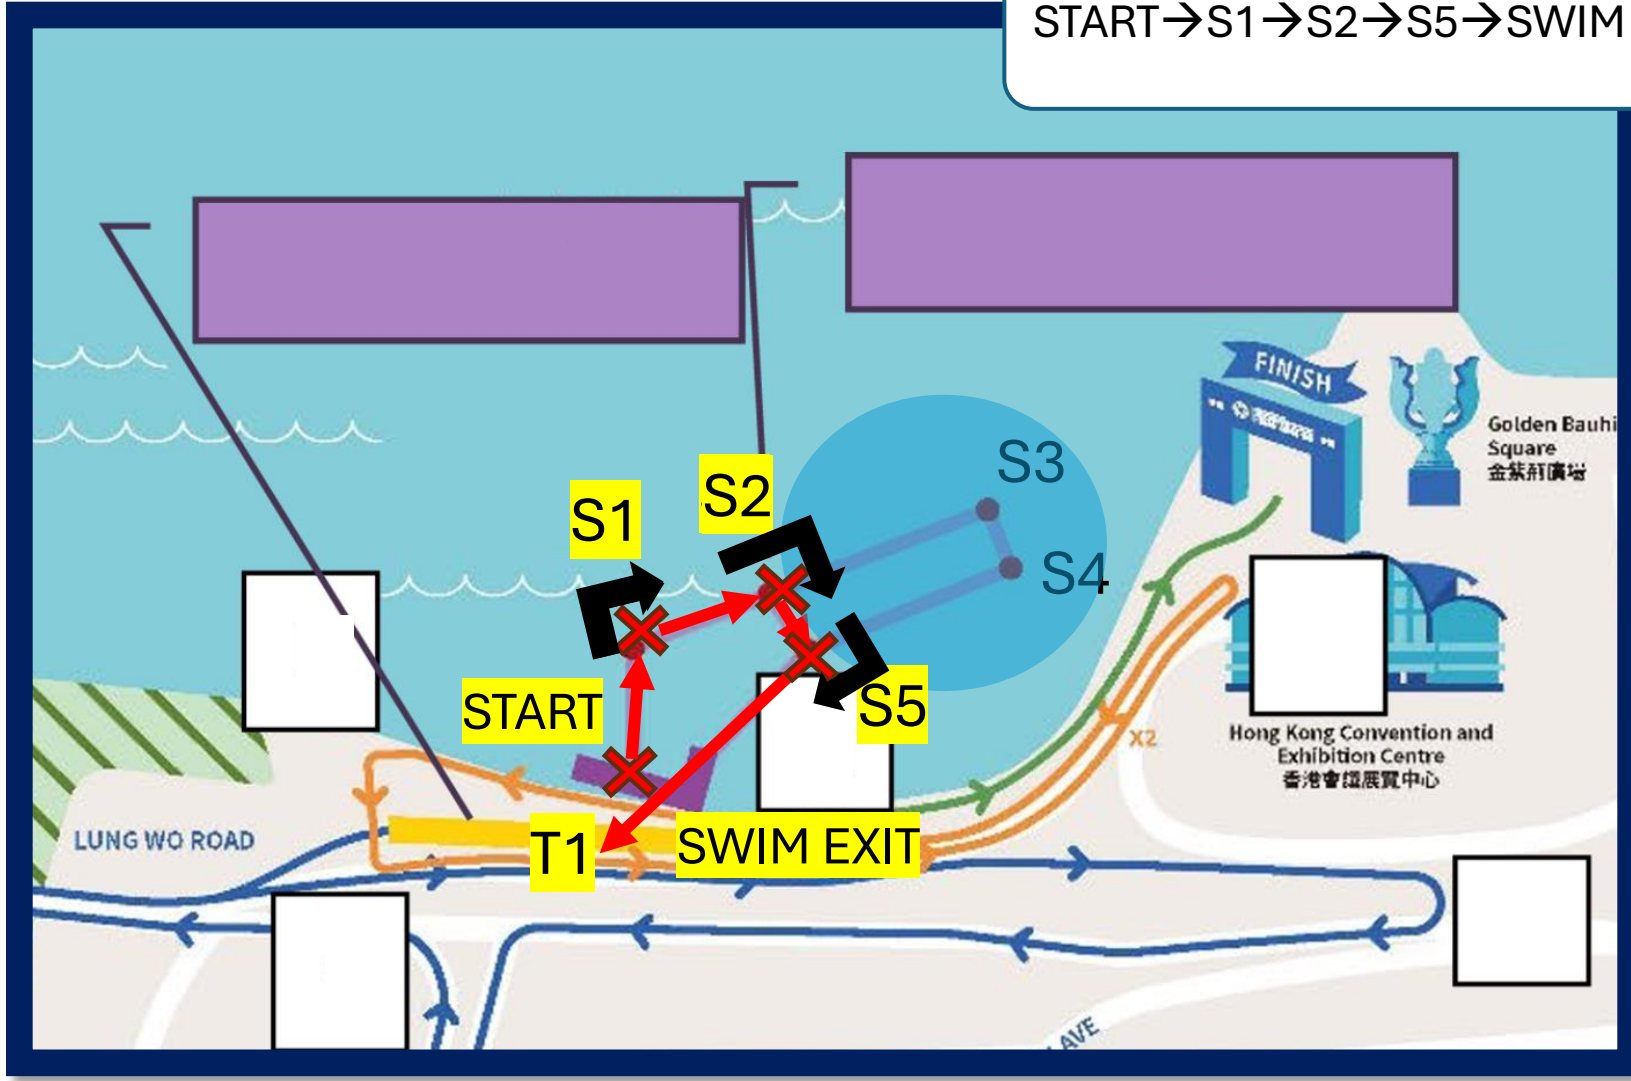 START→S1→S2→S5→SWIM
FINISH
Golden Bauhi
Square
金紫荊廣場
S3
S2
S1
S4
START
S5
X2
Hong Kong Convention and
Exhibition Centre
香港會議展覽中心
LUNG WO ROAD
T1
SWIM EXIT
AVE